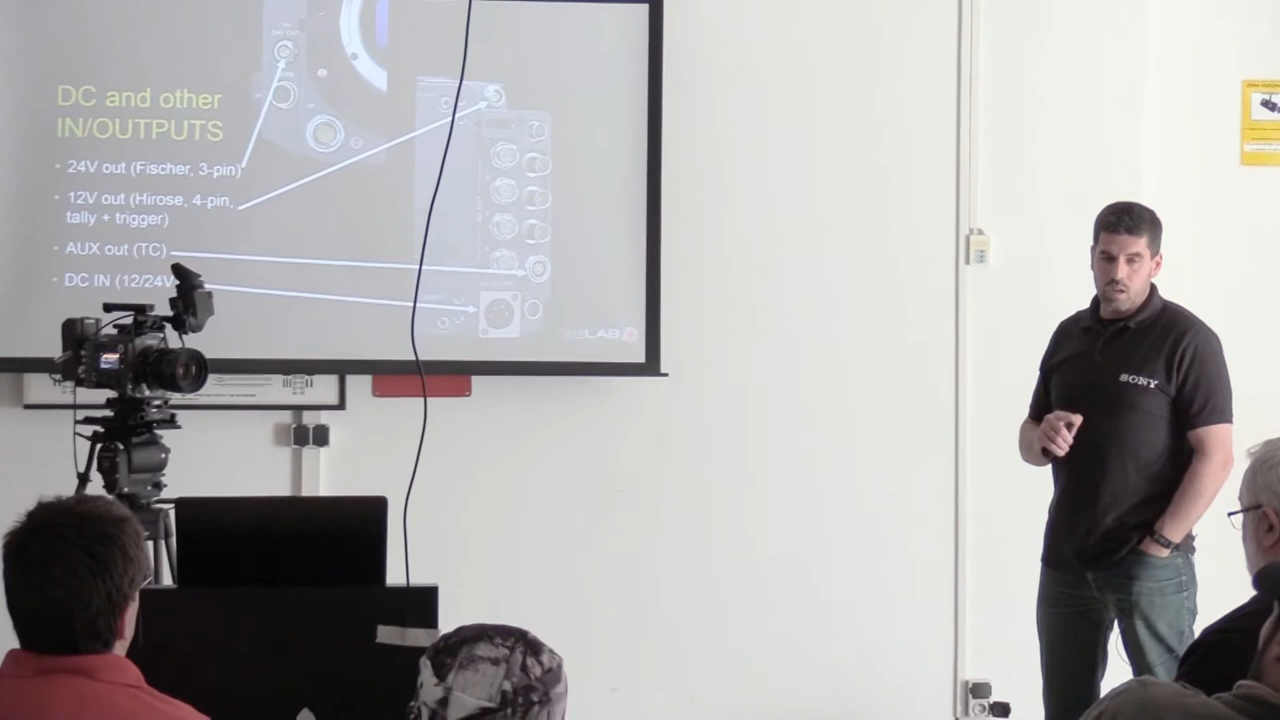 DC and other
IN/OUTPUTS
24V out (Fischer, 3-pin)
12V out (Hirose, 4-pin,
tally + trigger)
AUX out (TC)
DC IN (12/24V
LAB
SONY